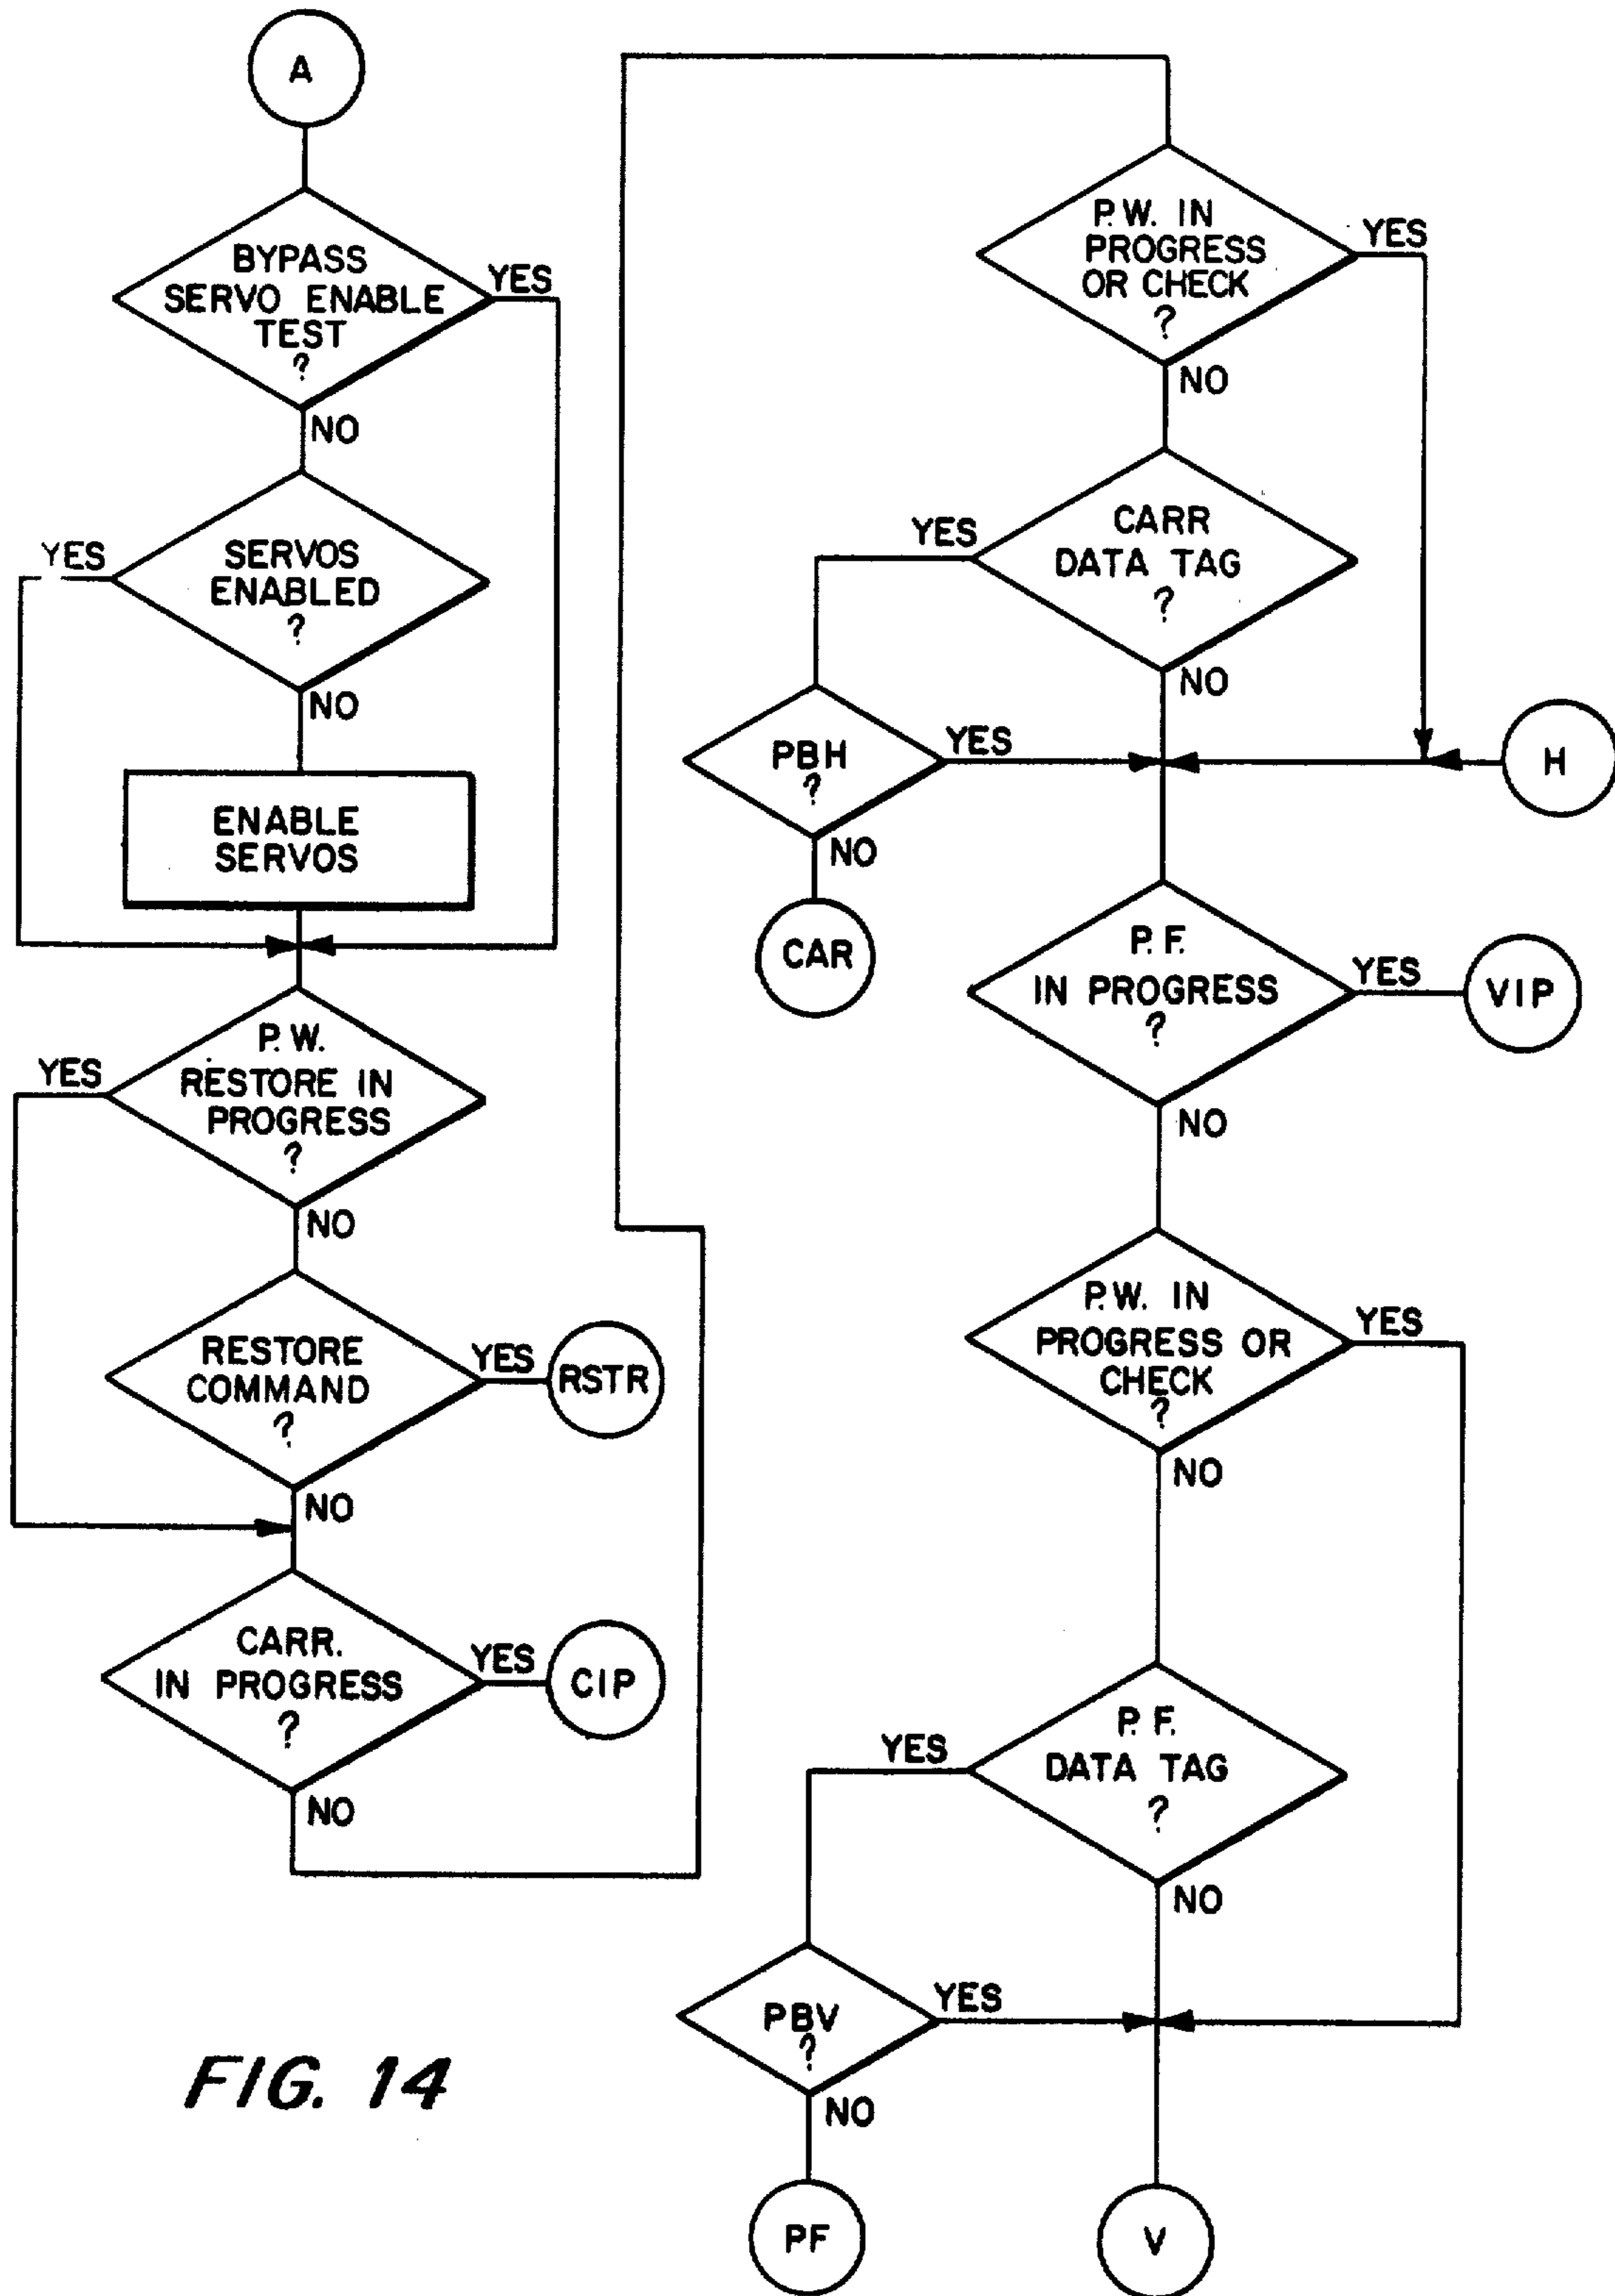 A
BYPASS
SERVO ENABLE
TEST
?
YES
NO
YES
SERVOS
ENABLED
?
NO
ENABLE
SERVOS
YES
P.W.
RESTORE IN
PROGRESS
?
NO
RESTORE
COMMAND
?
YES
RSTR
NO
CARR.
IN PROGRESS
?
YES
CIP
NO
P.W. IN
PROGRESS
OR CHECK
?
YES
NO
YES
CARR
DATA TAG
?
NO
PBH
?
YES
NO
CAR
H
P.F.
IN PROGRESS
?
YES
VIP
NO
P.W. IN
PROGRESS OR
CHECK
?
YES
NO
YES
P.F.
DATA TAG
?
NO
PBV
?
YES
NO
PF
V
FIG. 14